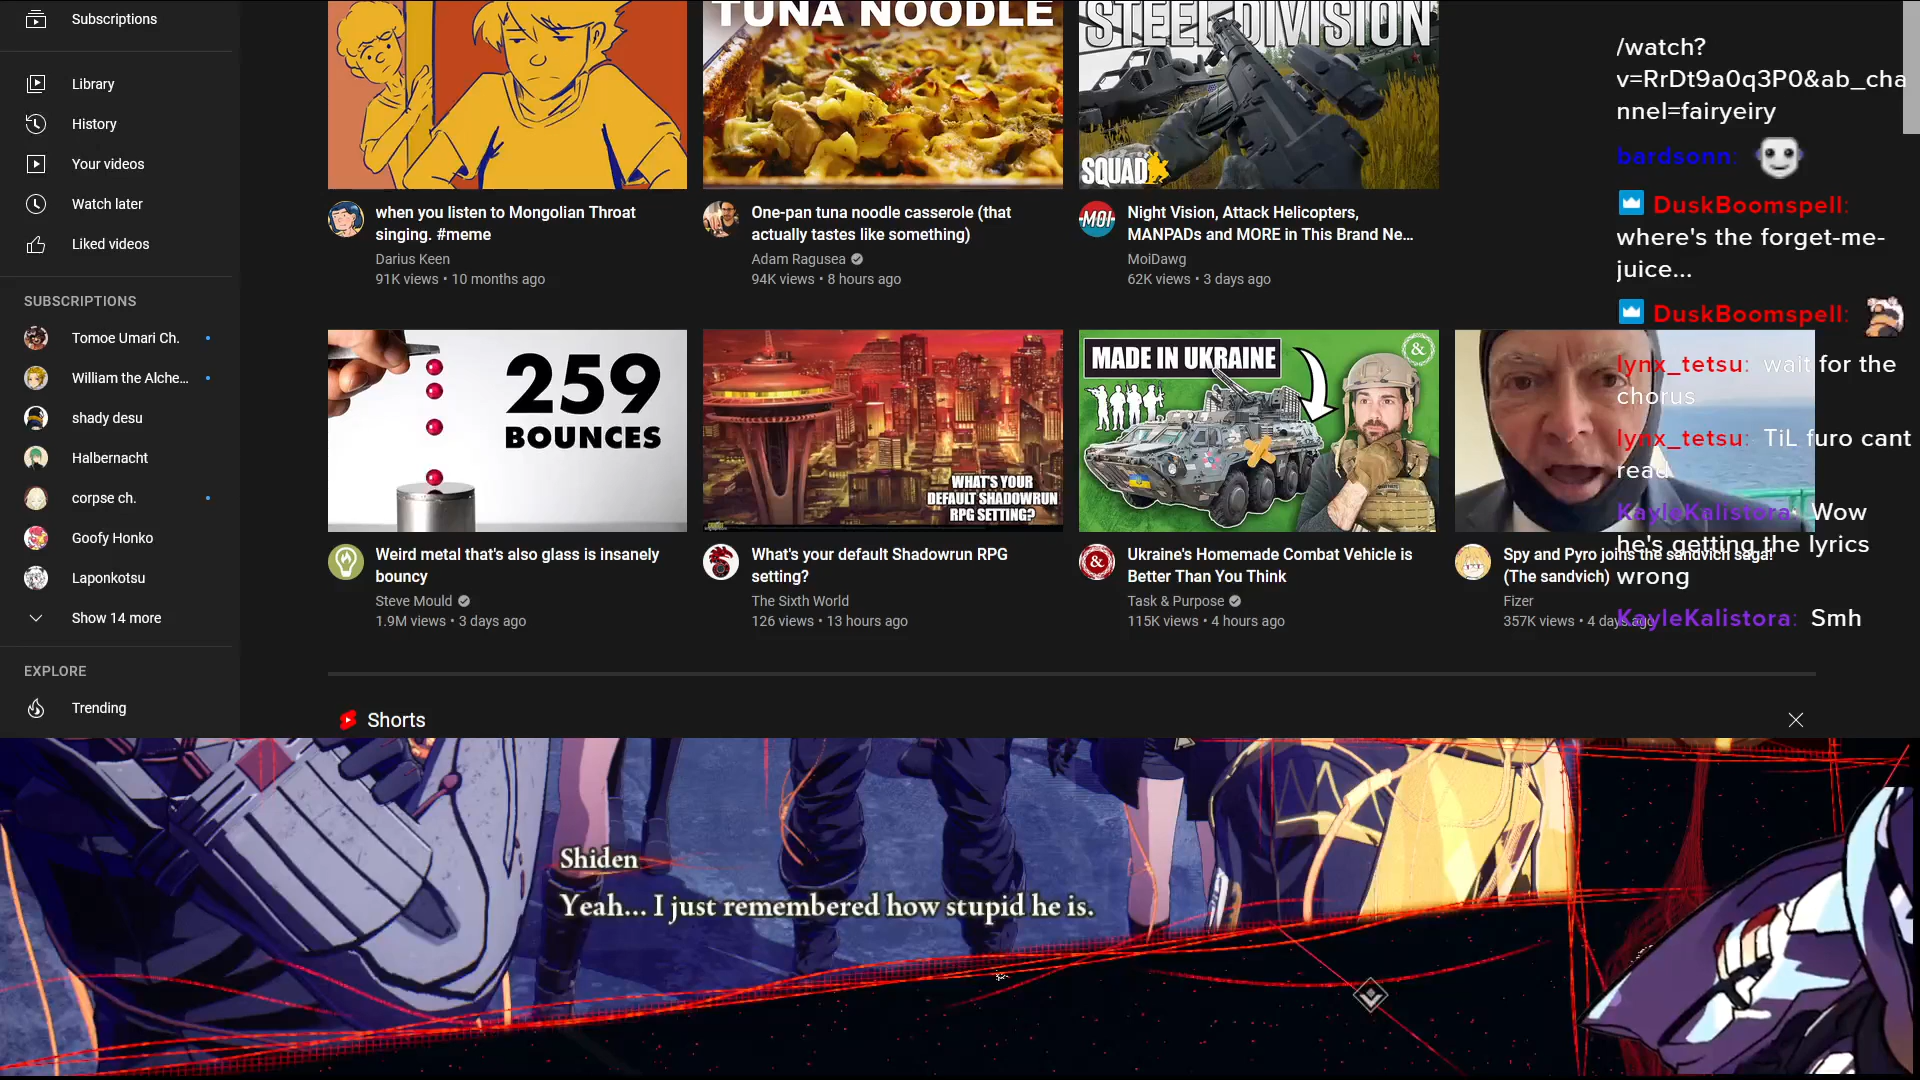 Subscriptions
Library
History
Your videos
Watch later
Liked videos
SUBSCRIPTIONS
Tomoe Umari Ch.
William the Alche...
shady desu
Halbernacht
corpse ch.
Goofy Honko
Laponkotsu
Show 14 more
EXPLORE
Trending
TUNA NOODLE
STEEL DIVISION
SQUAD
when you listen to Mongolian Throat
singing. #meme
Darius Keen
91K views • 10 months ago
One-pan tuna noodle casserole (that
actually tastes like something)
Adam Ragusea
94K views • 8 hours ago
MOI
Night Vision, Attack Helicopters,
MANPADs and MORE in This Brand Ne...
MoiDawg
62K views • 3 days ago
259
BOUNCES
WHAT'S YOUR
DEFAULT SHADOWRUN
RPG SETTING?
MADE IN UKRAINE
&
Weird metal that's also glass is insanely
bouncy
Steve Mould
1.9M views • 3 days ago
What's your default Shadowrun RPG
setting?
The Sixth World
126 views • 13 hours ago
&
Ukraine's Homemade Combat Vehicle is
Better Than You Think
Task & Purpose
115K views • 4 hours ago
Spy and Pyro joins the sandvich saga!
(The sandvich)
Fizer
357K views • 4 days ago
Shorts
/watch?
v=RrDt9a0q3P0&ab_cha
nnel=fairyeiry
bardsonn:
DuskBoomspell:
where's the forget-me-
juice...
DuskBoomspell:
lynx_tetsu: wait for the
chorus
lynx_tetsu: TiL furo cant
read
KayleKalistora: Wow
he's getting the lyrics
wrong
KayleKalistora: Smh
Shiden
Yeah... I just remembered how stupid he is.